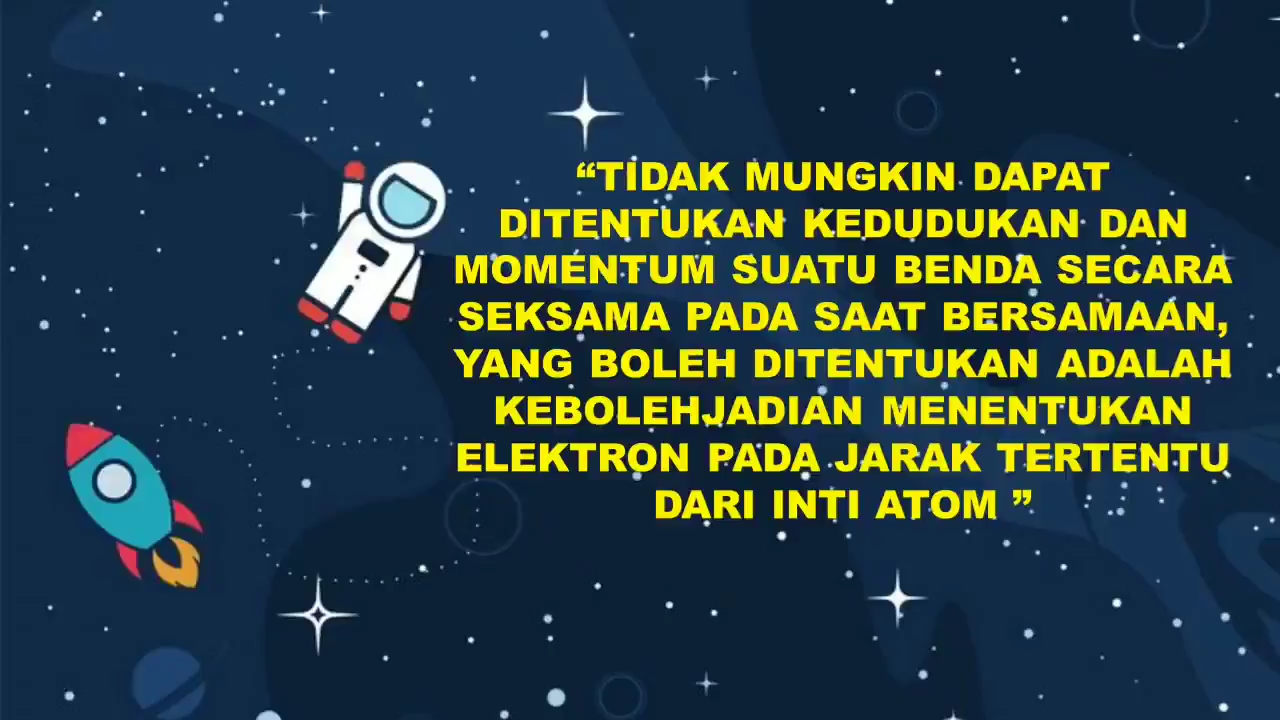 “TIDAK MUNGKIN DAPAT
DITENTUKAN KEDUDUKAN DAN
MOMENTUM SUATU BENDA SECARA
SEKSAMA PADA SAAT BERSAMAAN,
YANG BOLEH DITENTUKAN ADALAH
KEBOLEHJADIAN MENENTUKAN
ELEKTRON PADA JARAK TERTENTU
DARI INTI ATOM ”